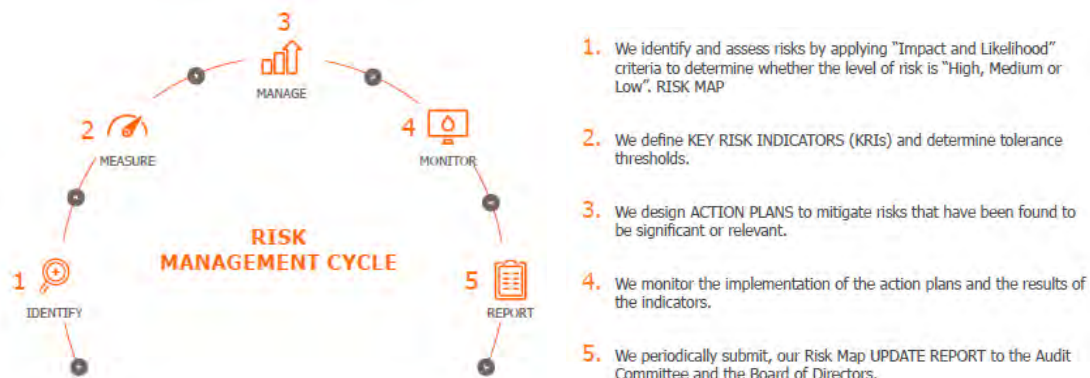 3
MANAGE
2
MEASURE
4
MONITOR
RISK
MANAGEMENT CYCLE
1
IDENTIFY
5
REPORT
1. We identify and assess risks by applying “Impact and Likelihood”
criteria to determine whether the level of risk is “High, Medium or
Low”. RISK MAP
2. We define KEY RISK INDICATORS (KRIs) and determine tolerance
thresholds.
3. We design ACTION PLANS to mitigate risks that have been found to
be significant or relevant.
4. We monitor the implementation of the action plans and the results of
the indicators.
5. We periodically submit, our Risk Map UPDATE REPORT to the Audit
Committee and the Board of Directors.